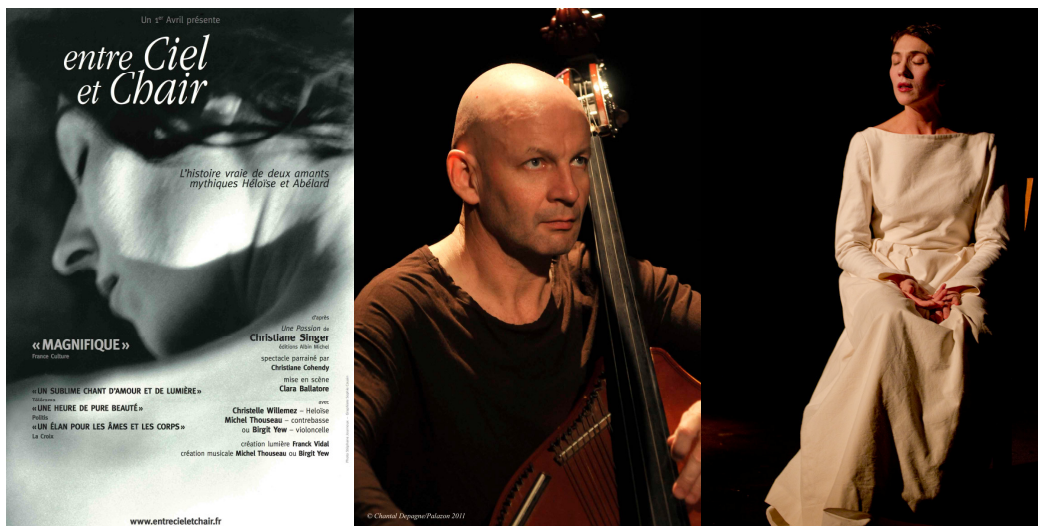 Un 1er Avril présente
entre Ciel
et Chair
L'histoire vraie de deux amants
mythiques Héloïse et Abélard
d'après
Une Passion de
Christiane Singer
éditions Albin Michel
spectacle parrainé par
Christiane Cohendy
mise en scène
Clara Ballatore
avec
Christelle Willemez – Heloïse
Michel Thouseau – contrebasse
ou Birgit Yew – violoncelle
création lumière Franck Vidal
création musicale Michel Thouseau ou Birgit Yew
«MAGNIFIQUE»
France Culture
«UN SUBLIME CHANT D'AMOUR ET DE LUMIÈRE»
Télérama
«UNE HEURE DE PURE BEAUTÉ»
Politis
«UN ÉLAN POUR LES ÂMES ET LES CORPS»
La Croix
www.entrecieletchair.fr
© Chantal Depagne/Palazon 2011